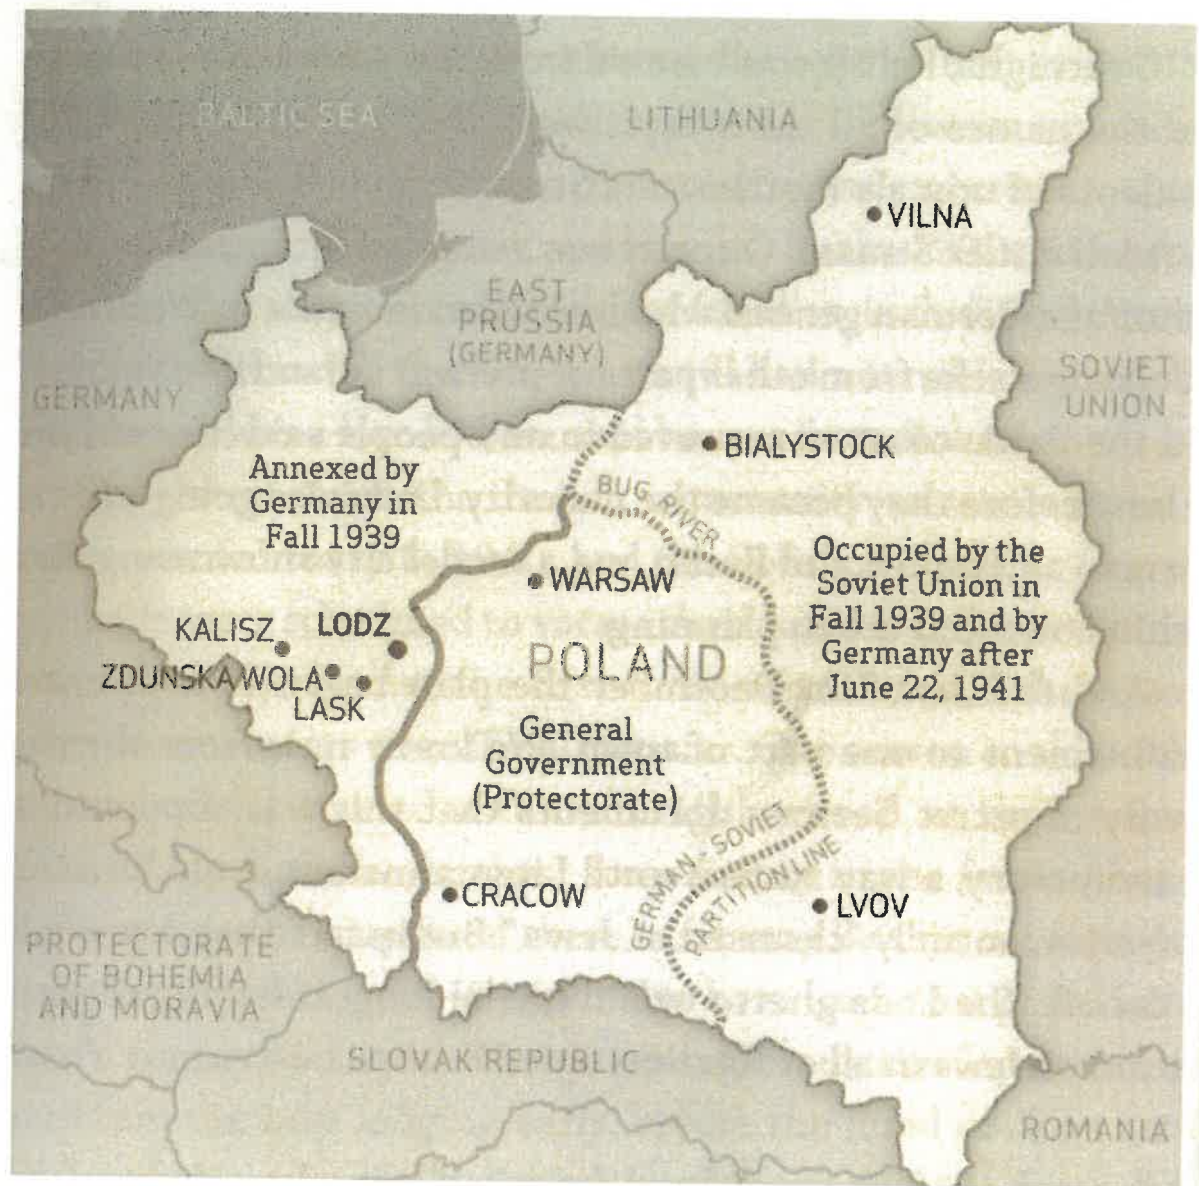 BALTIC SEA
LITHUANIA
VILNA
EAST
PRUSSIA
(GERMANY)
GERMANY
SOVIET
UNION
BIALYSTOCK
Annexed by
Germany in
Fall 1939
BUG RIVER
Occupied by the
Soviet Union in
Fall 1939 and by
Germany after
June 22, 1941
WARSAW
KALISZ
LODZ
POLAND
ZDUNSKA WOLA
LASK
General
Government
(Protectorate)
GERMAN - SOVIET
PARTITION LINE
CRACOW
LVOV
PROTECTORATE
OF BOHEMIA
AND MORAVIA
SLOVAK REPUBLIC
ROMANIA